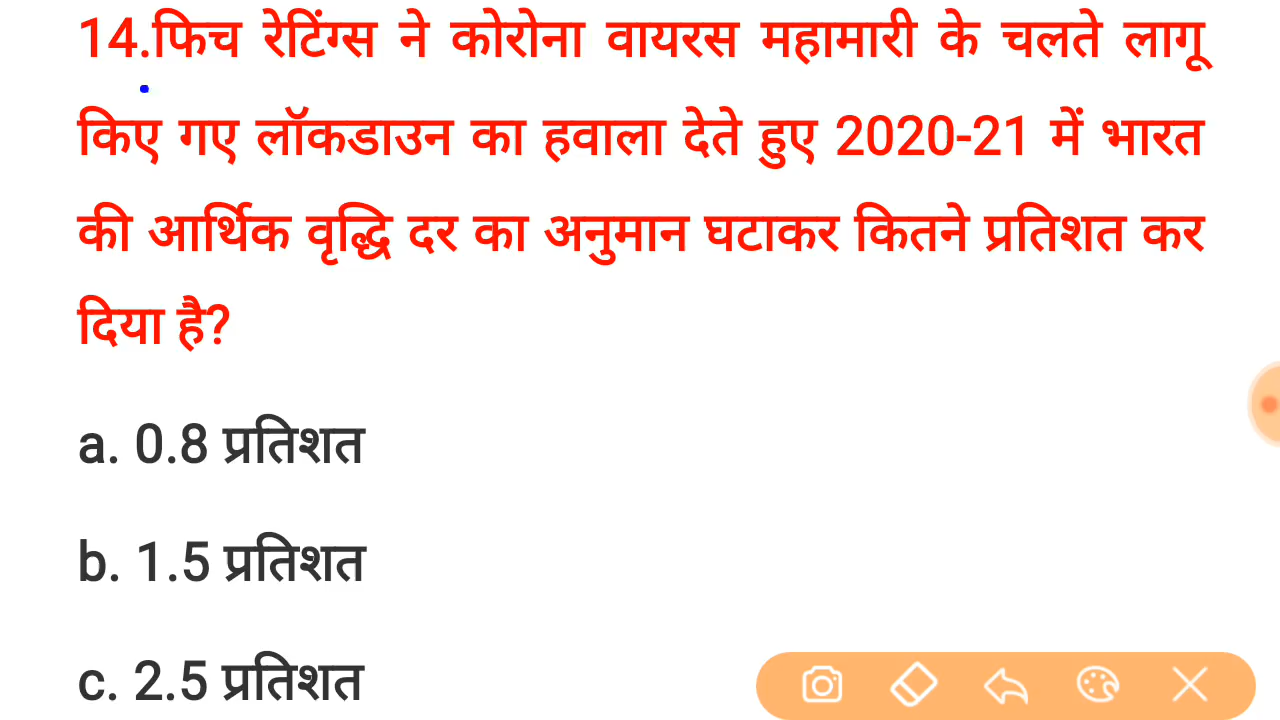 14.फिच रेटिंग्स ने कोरोना वायरस महामारी के चलते लागू
किए गए लॉकडाउन का हवाला देते हुए 2020-21 में भारत
की आर्थिक वृद्धि दर का अनुमान घटाकर कितने प्रतिशत कर
दिया है?
a. 0.8 प्रतिशत
b. 1.5 प्रतिशत
c. 2.5 प्रतिशत